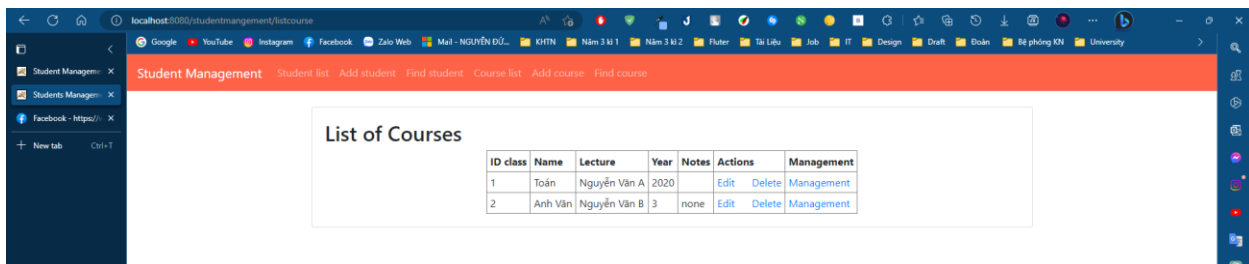 localhost:8080/studentmangement/listcourse
Google YouTube Instagram Facebook Zalo Web Mail - NGUYỄN ĐỨ... KHTN Năm 3 kì 1 Năm 3 kì 2 Fluter Tài Liệu Job IT Design Draft Đoàn Bệ phóng KN University
Student Manageme
Students Managem
Facebook - https://
New tab Ctrl+T
Student Management Student list Add student Find student Course list Add course Find course
List of Courses
ID class Name Lecture Year Notes Actions Management
1 Toán Nguyễn Văn A 2020 Edit Delete Management
2 Anh Văn Nguyễn Văn B 3 none Edit Delete Management